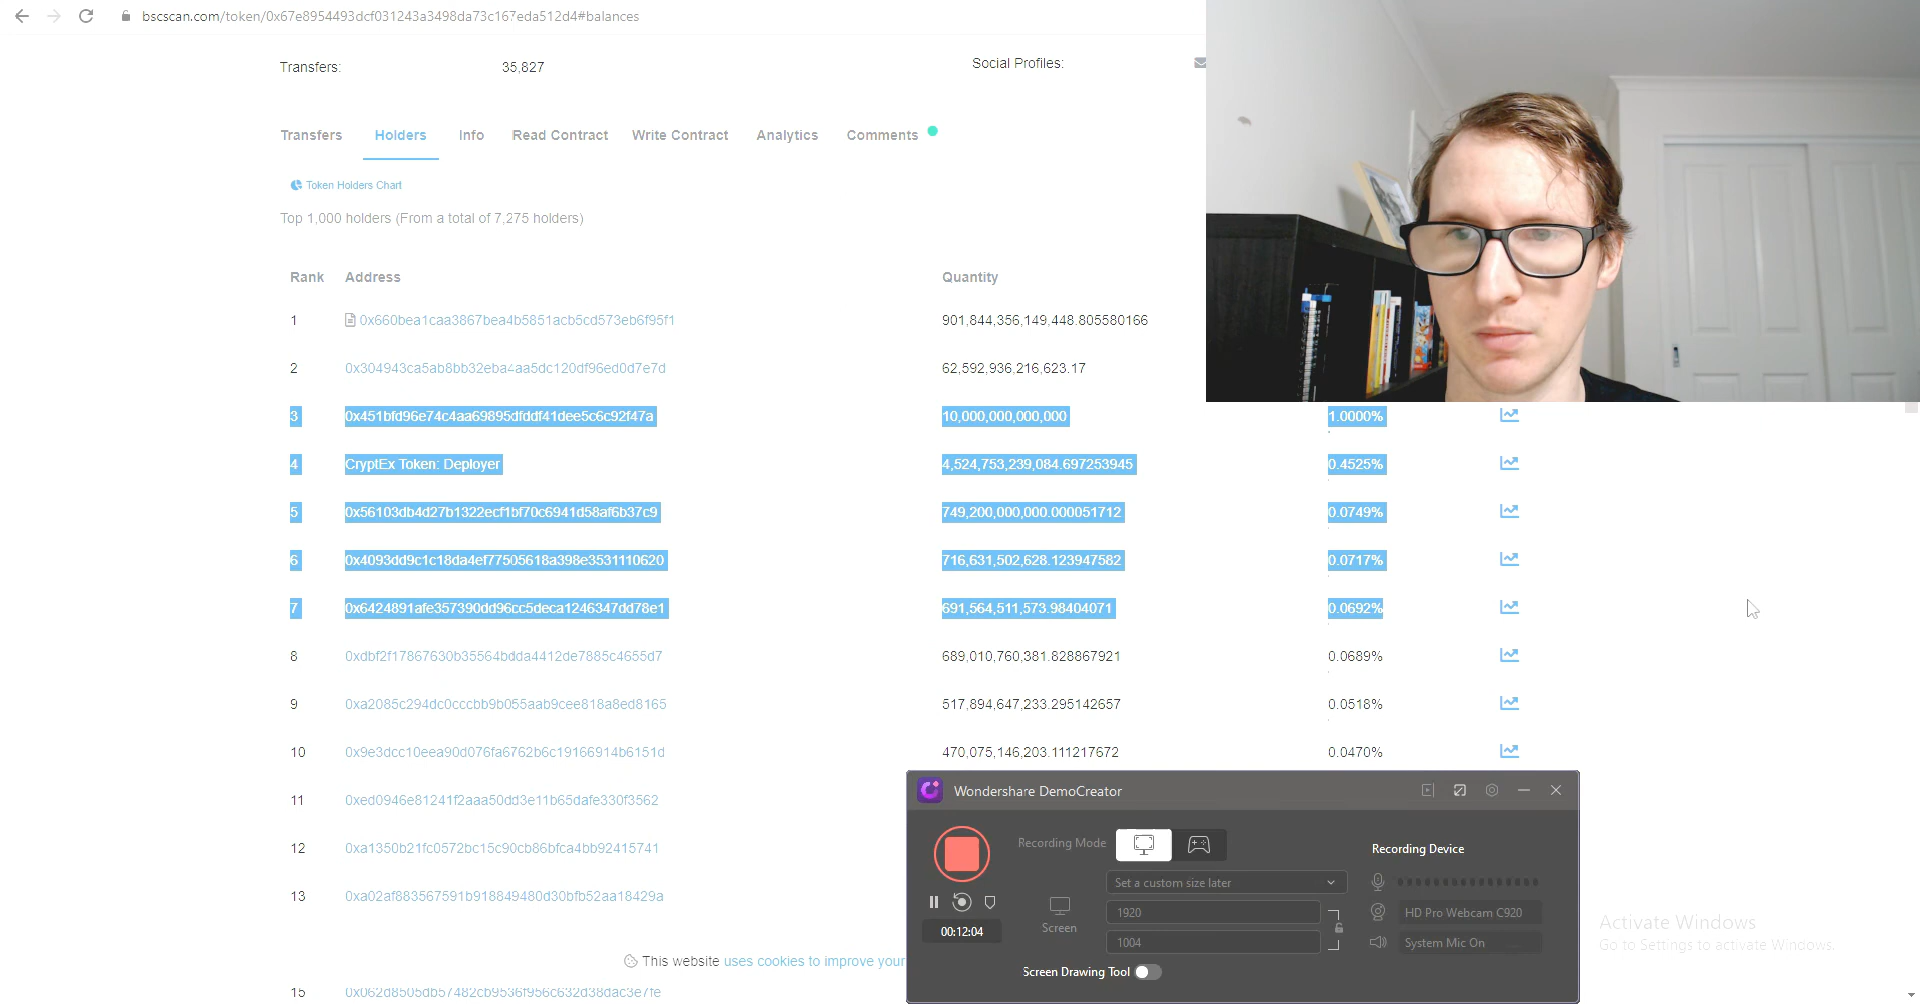 bscscan.com/token/0x67e8954493dcf031243a3498da73c167eda512d4#balances
Transfers: 35,827
Social Profiles:
Transfers Holders Info Read Contract Write Contract Analytics Comments
Token Holders Chart
Top 1,000 holders (From a total of 7,275 holders)
Rank Address Quantity
1 0x660bea1caa3867bea4b5851acb5cd573eb6f95f1 901,844,356,149,448.805580166
2 0x304943ca5ab8bb32eba4aa5dc120df96ed0d7e7d 62,592,936,216,623.17
3 0x451bfd96e74c4aa69895dfddf41dee5c6c92f47a 10,000,000,000,000 1.0000%
4 CryptEx Token: Deployer 4,524,753,239,084.697253945 0.4525%
5 0x56103db4d27b1322ecf1bf70c6941d58af6b37c9 749,200,000,000.000051712 0.0749%
6 0x4093dd9c1c18da4ef77505618a398e3531110620 716,631,502,628.123947582 0.0717%
7 0x6424891afe357390dd96cc5deca1246347dd78e1 691,564,511,573.98404071 0.0692%
8 0xdbf2f17867630b35564bdda4412de7885c4655d7 689,010,760,381.828867921 0.0689%
9 0xa2085c294dc0cccbb9b055aab9cee818a8ed8165 517,894,647,233.295142657 0.0518%
10 0x9e3dcc10eea90d076fa6762b6c19166914b6151d 470,075,146,203.111217672 0.0470%
11 0xed0946e81241f2aaa50dd3e11b65dafe330f3562
12 0xa1350b21fc0572bc15c90cb86bfca4bb92415741
13 0xa02af883567591b918849480d30bfb52aa18429a
This website uses cookies to improve your
15 0x062d8505db57482cb9536f956c632d38dac3e7fe
Wondershare DemoCreator
Recording Mode
Recording Device
Set a custom size later
1920
HD Pro Webcam C920
Screen
00:12:04
1004
System Mic On
Screen Drawing Tool
Activate Windows
Go to Settings to activate Windows.